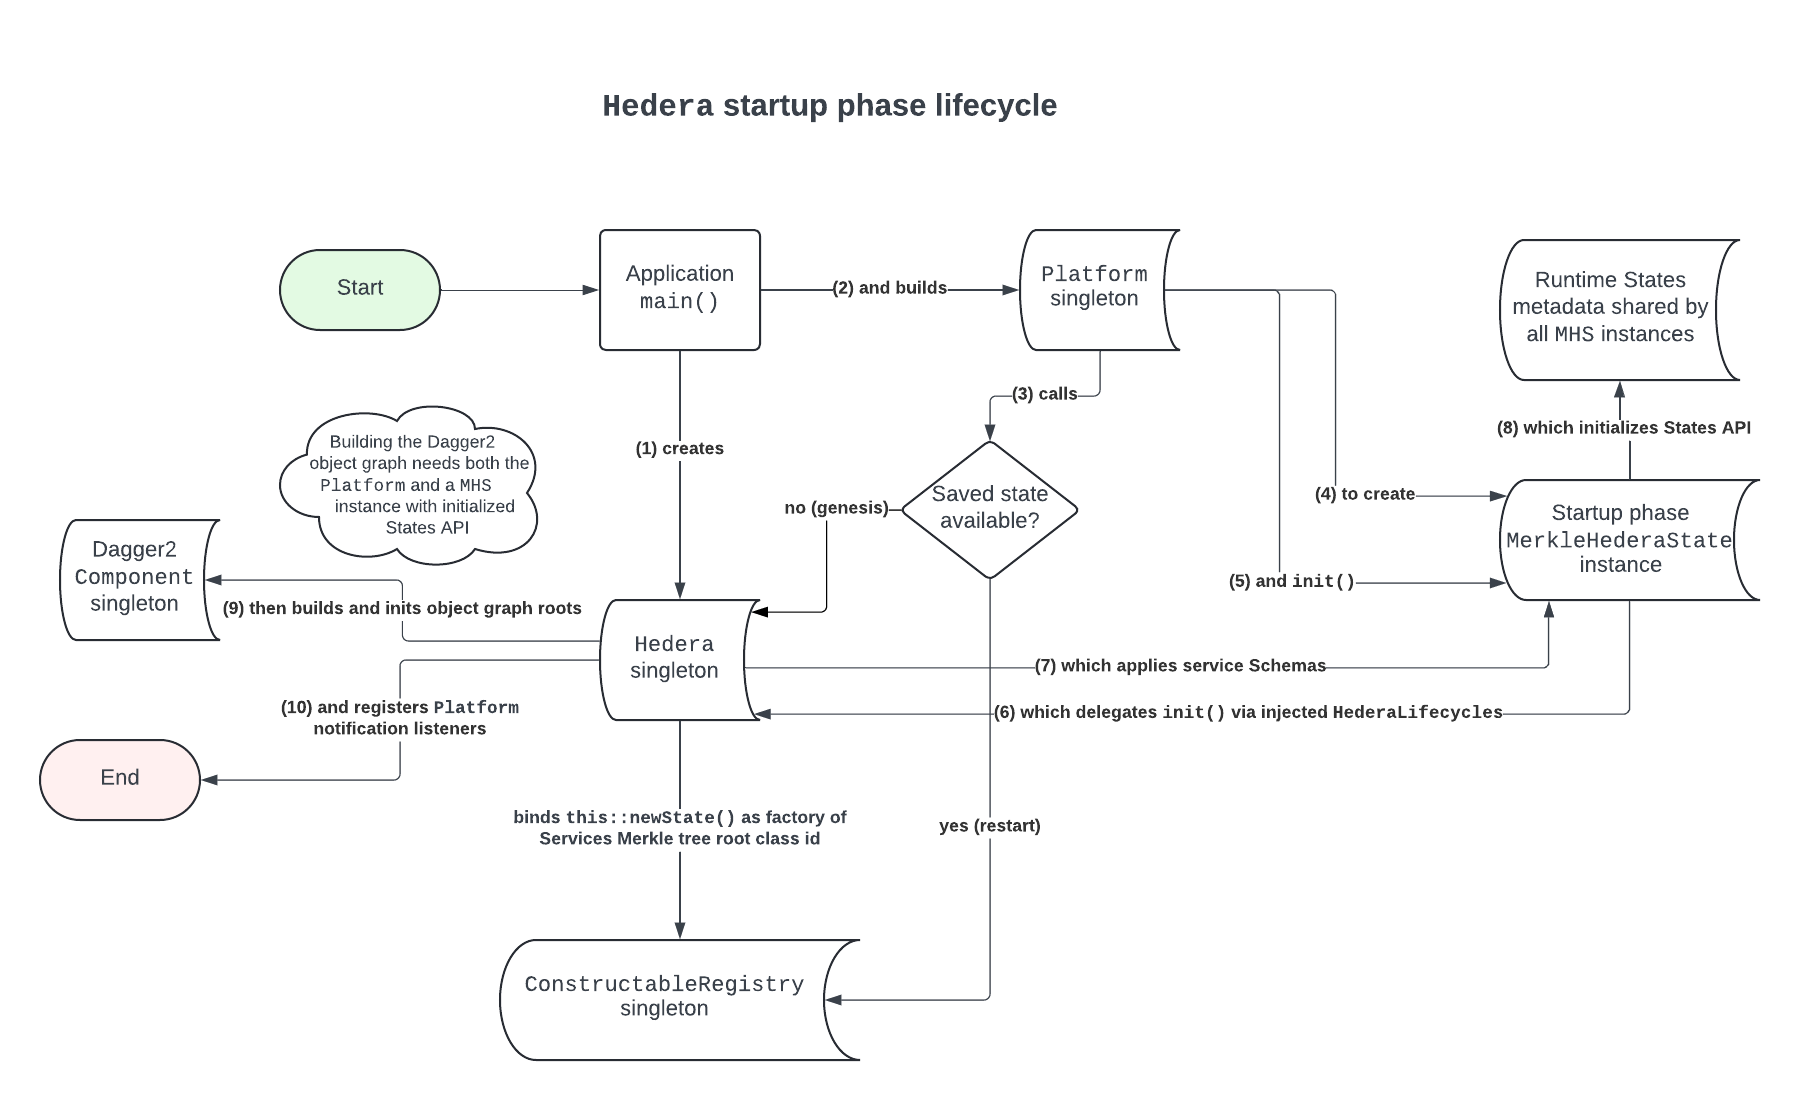 Hedera startup phase lifecycle
Start
Application
main()
(2) and builds
Platform
singleton
Runtime States
metadata shared by
all MHS instances
(3) calls
(1) creates
(8) which initializes States API
Building the Dagger2
object graph needs both the
Platform and a MHS
instance with initialized
States API
Saved state
available?
no (genesis)
(4) to create
Startup phase
MerkleHederaState
instance
(5) and init()
Dagger2
Component
singleton
(9) then builds and inits object graph roots
Hedera
singleton
(7) which applies service Schemas
(6) which delegates init() via injected HederaLifecycles
(10) and registers Platform
notification listeners
End
binds this::newState() as factory of
Services Merkle tree root class id
yes (restart)
ConstructableRegistry
singleton